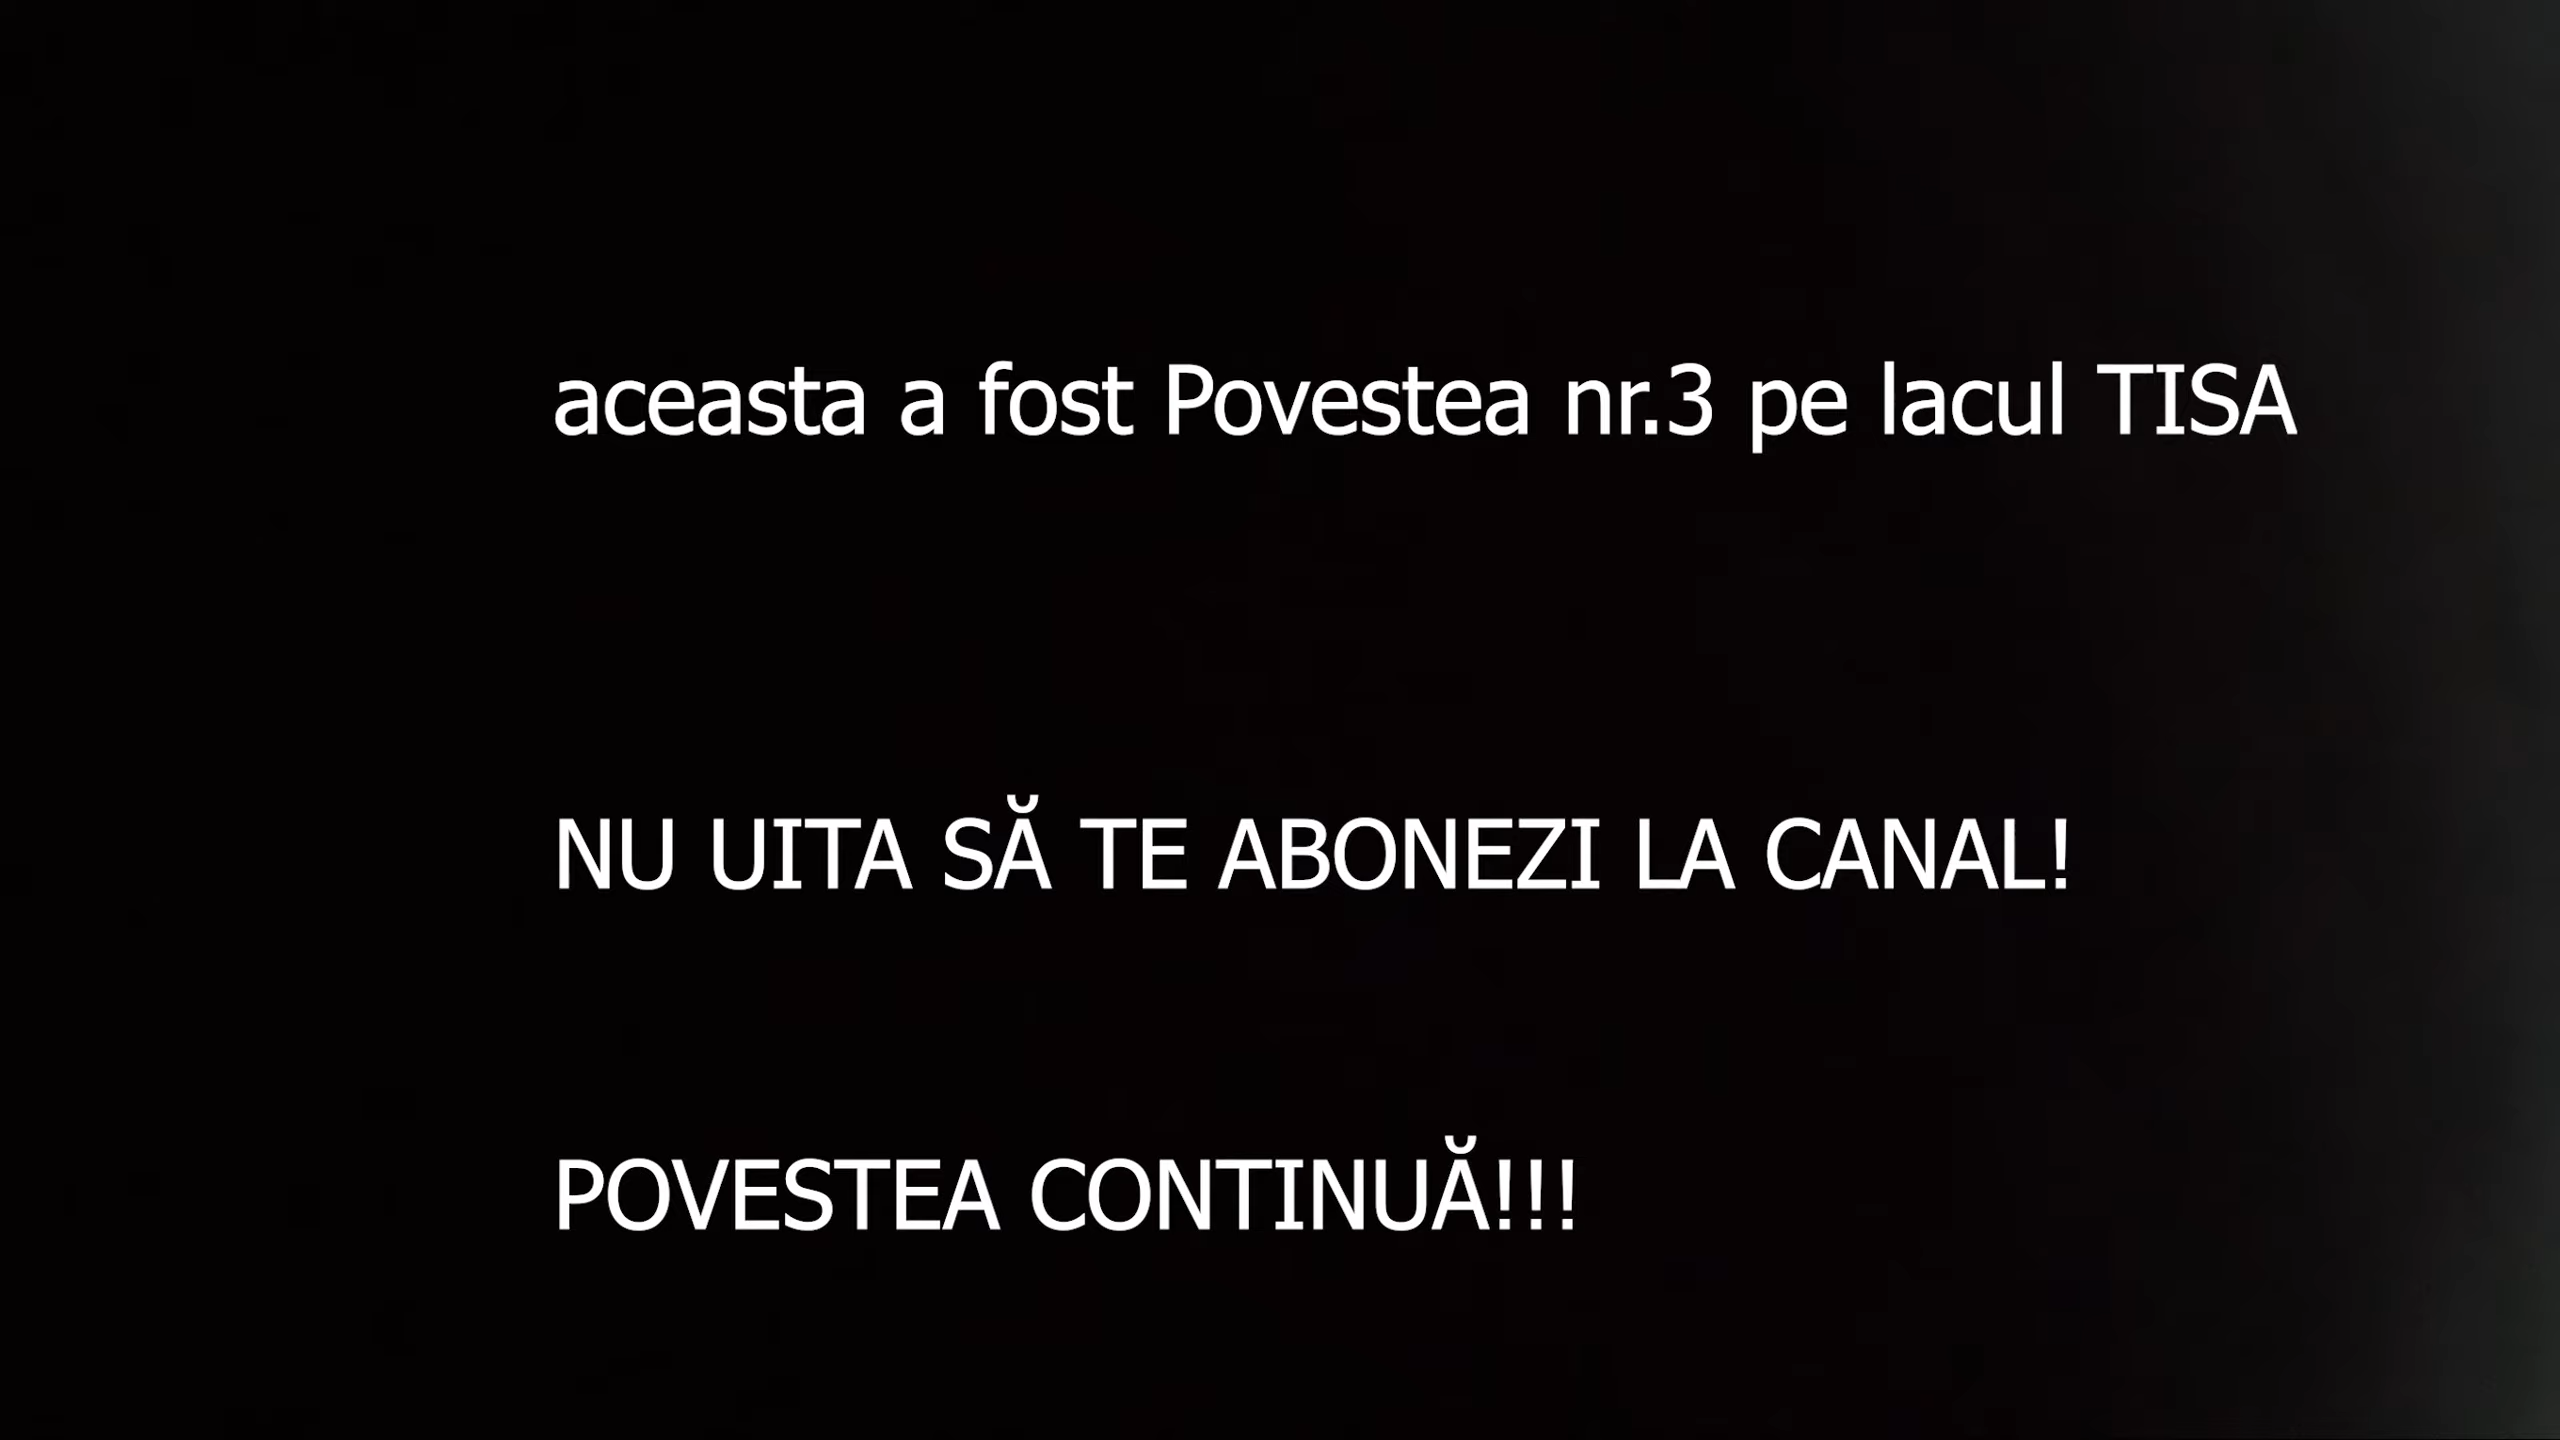 aceasta a fost Povestea nr.3 pe lacul TISA
NU UITA SĂ TE ABONEZI LA CANAL!
POVESTEA CONTINUĂ!!!